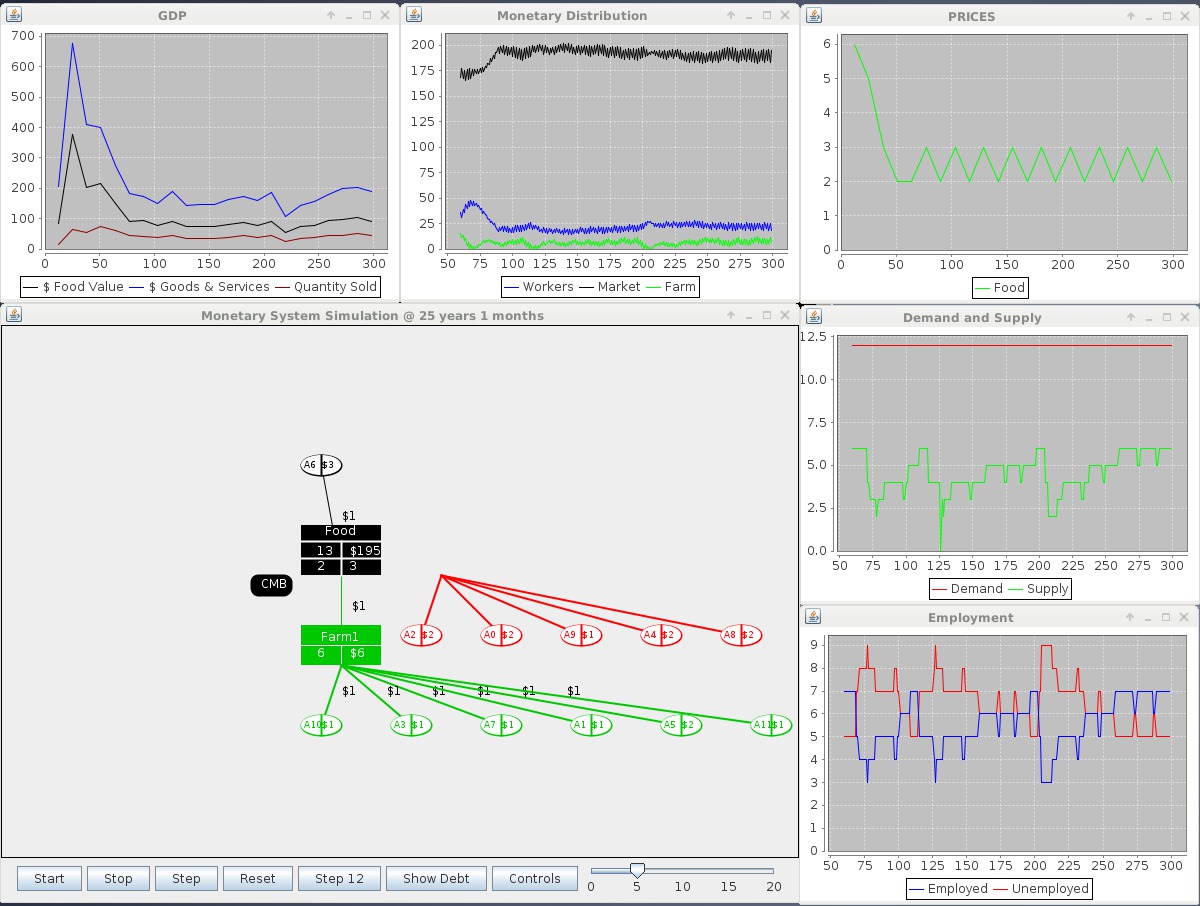 GDP
700
600
500
400
300
200
100
0
0 50 100 150 200 250 300
$ Food Value $ Goods & Services Quantity Sold
Monetary Distribution
200
175
150
125
100
75
50
25
0
50 75 100 125 150 175 200 225 250 275 300
Workers Market Farm
PRICES
6
5
4
3
2
1
0
0 50 100 150 200 250 300
Food
Monetary System Simulation @ 25 years 1 months
A6 $3
$1
Food
13 $195
2 3
CMB
$1
Farm1
6 $6
A2 $2 A0 $2 A9 $1 A4 $2 A8 $2
$1 $1 $1 $1 $1 $1
A10 $1 A3 $1 A7 $1 A1 $1 A5 $2 A11 $1
Start Stop Step Reset Step 12 Show Debt Controls
0 5 10 15 20
Demand and Supply
12.5
10.0
7.5
5.0
2.5
0.0
50 75 100 125 150 175 200 225 250 275 300
Demand Supply
Employment
9
8
7
6
5
4
3
2
1
0
50 75 100 125 150 175 200 225 250 275 300
Employed Unemployed